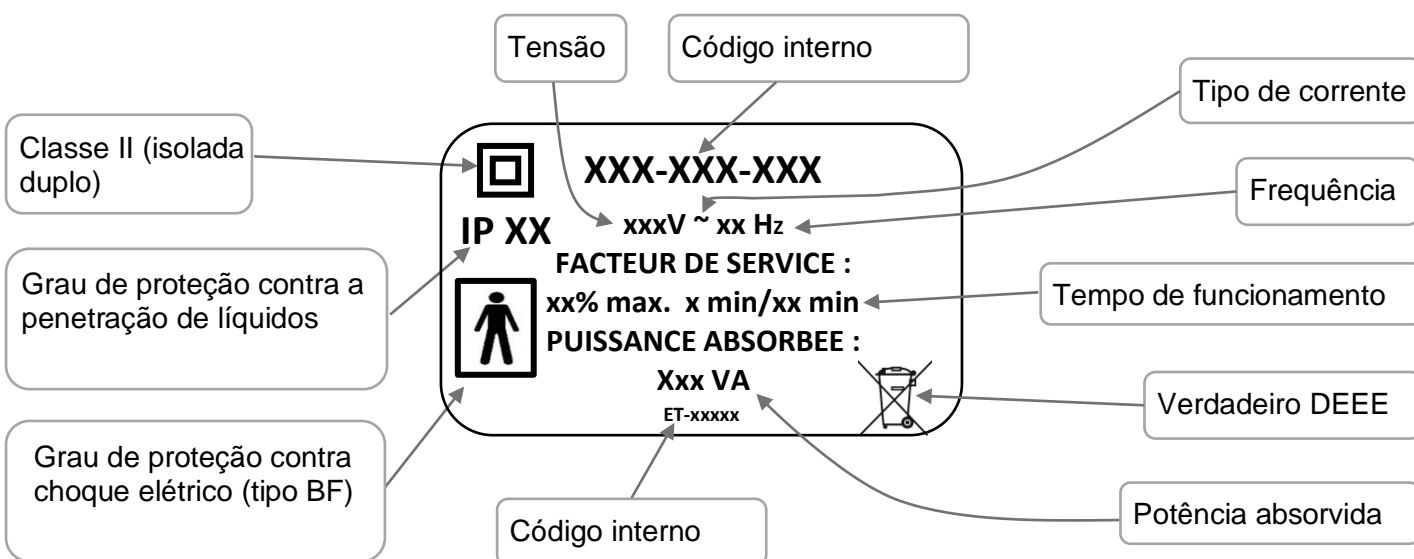 Tensão
Código interno
Tipo de corrente
Classe II (isolada
duplo)
XXX-XXX-XXX
Frequência
xxxV ~ xx Hz
IP XX
FACTEUR DE SERVICE :
Grau de proteção contra a
penetração de líquidos
xx% max. x min/xx min
Tempo de funcionamento
PUISSANCE ABSORBEE :
Xxx VA
Verdadeiro DEEE
ET-xxxxx
Grau de proteção contra
choque elétrico (tipo BF)
Código interno
Potência absorvida